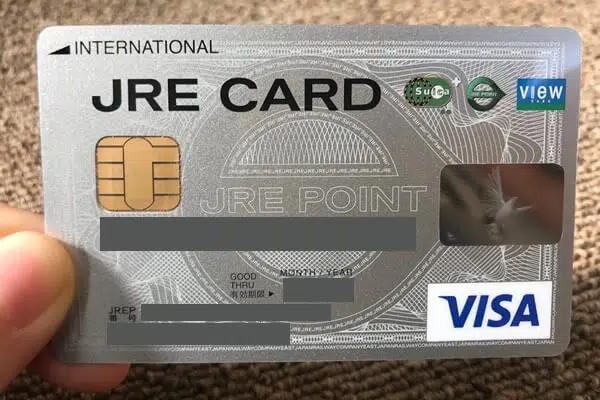 INTERNATIONAL
JRE CARD
Suica
JRE POINT
VIEW
CARD
JRE POINT
GOOD THRU
MONTH / YEAR
有効期限
JREP
番号
VISA